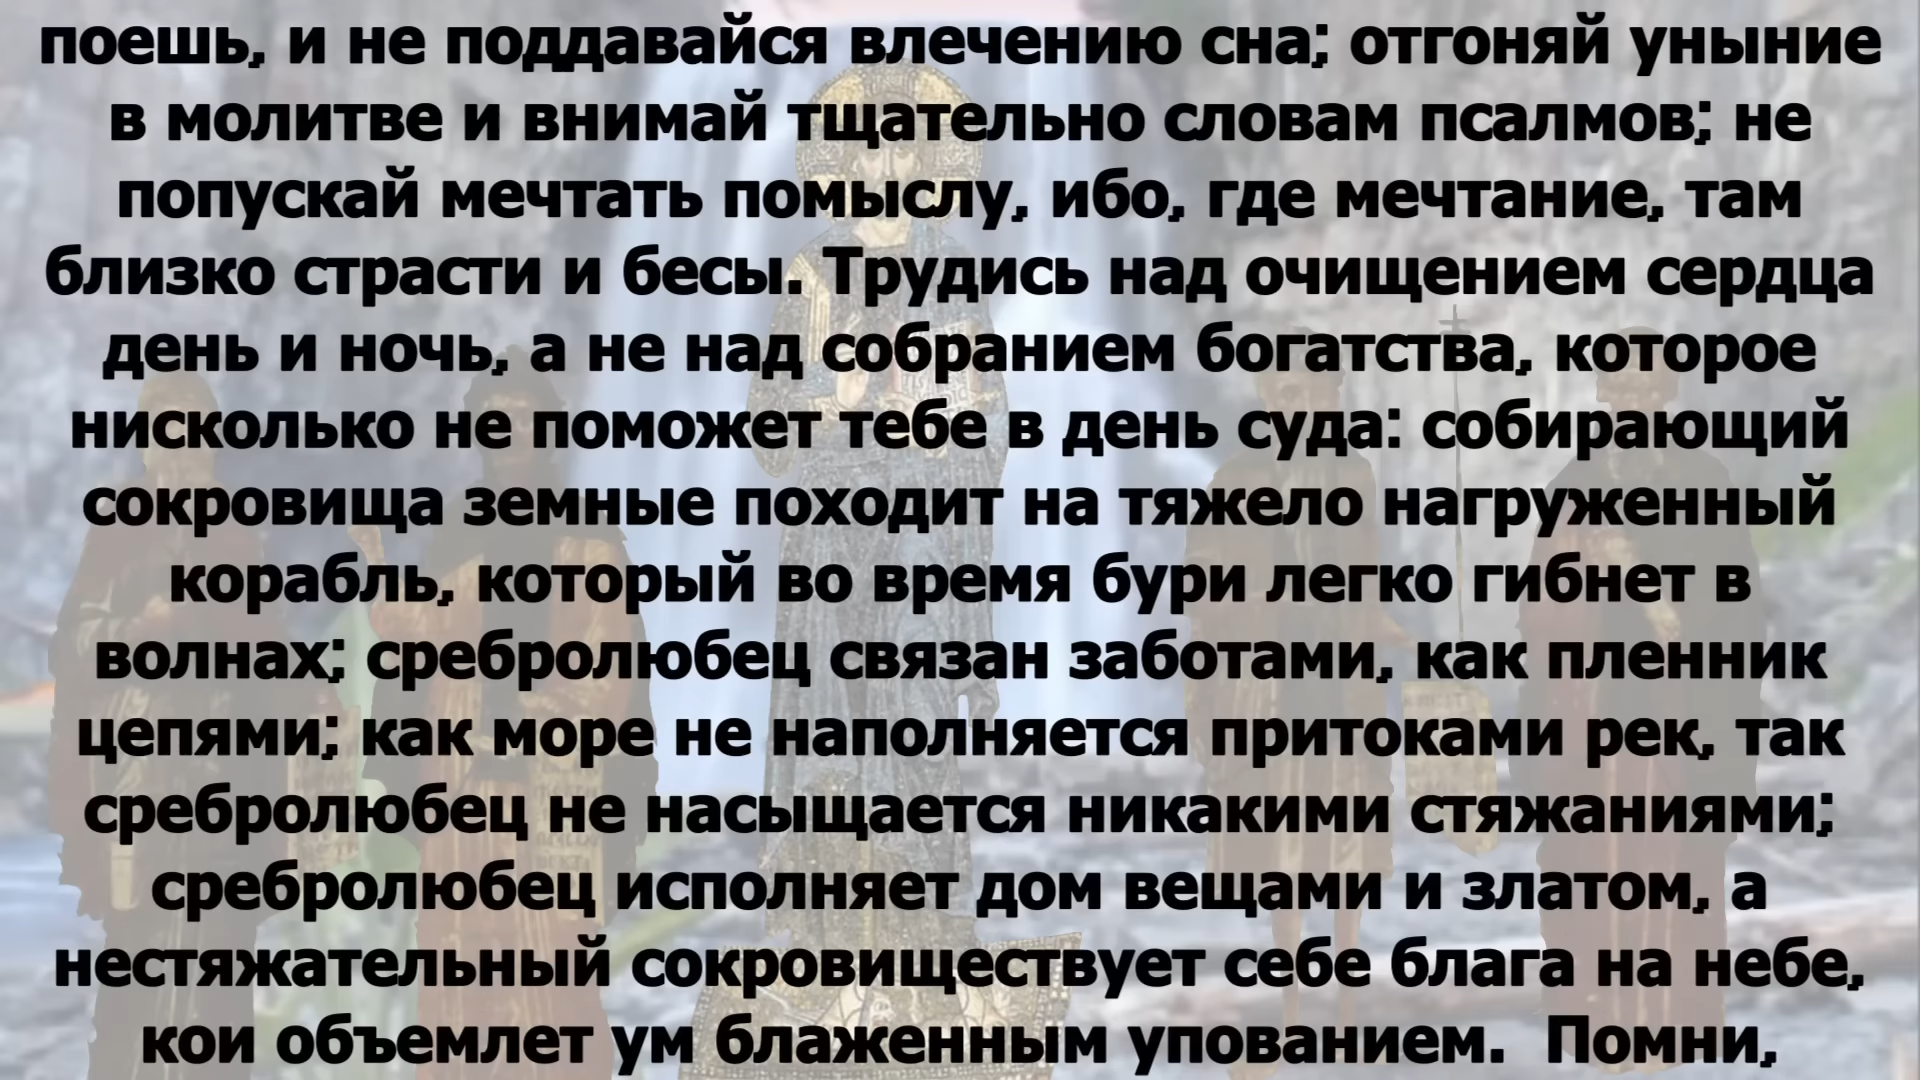 поешь, и не поддавайся влечению сна; отгоняй уныние
в молитве и внимай тщательно словам псалмов; не
попускай мечтать помыслу, ибо, где мечтание, там
близко страсти и бесы. Трудись над очищением сердца
день и ночь, а не над собранием богатства, которое
нисколько не поможет тебе в день суда: собирающий
сокровища земные походит на тяжело нагруженный
корабль, который во время бури легко гибнет в
волнах; сребролюбец связан заботами, как пленник
цепями; как море не наполняется притоками рек, так
сребролюбец не насыщается никакими стяжаниями;
сребролюбец исполняет дом вещами и златом, а
нестяжательный сокровиществует себе блага на небе,
кои объемлет ум блаженным упованием. Помни,